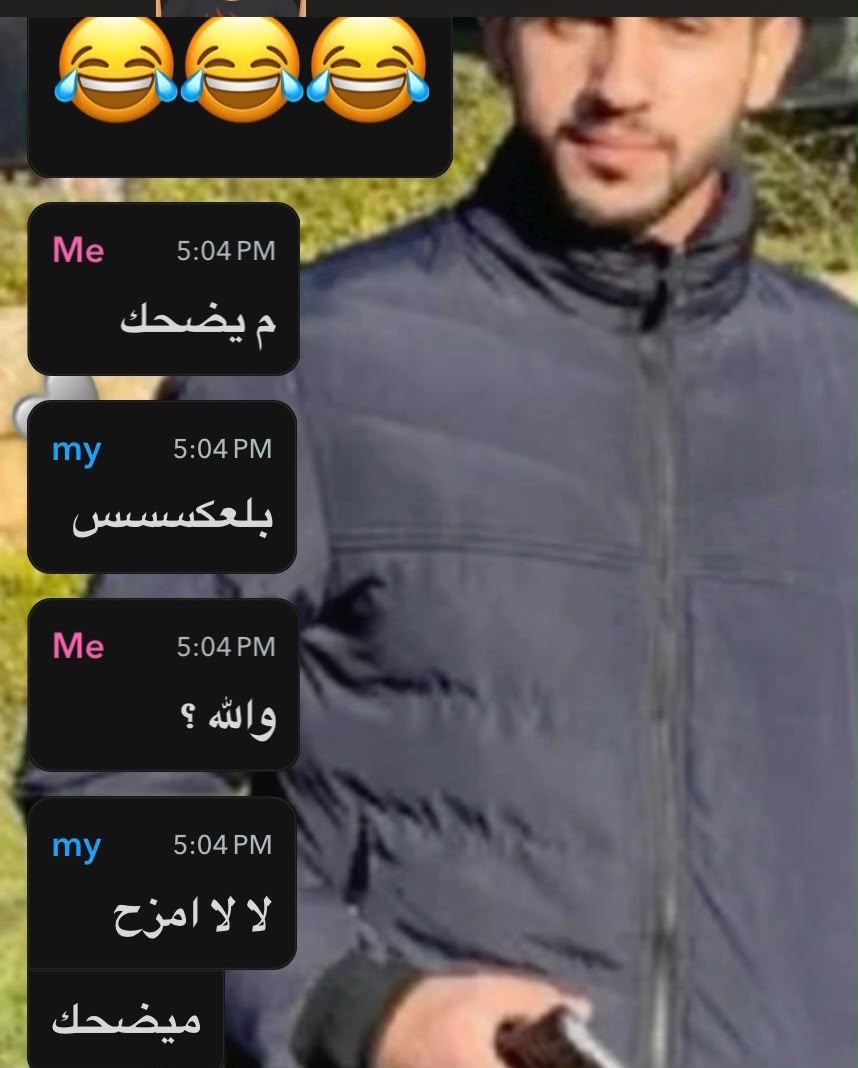 😂😂😂
Me 5:04 PM
م يضحك
my 5:04 PM
بلعكسسس
Me 5:04 PM
والله ؟
my 5:04 PM
لا لا امزح
ميضحك